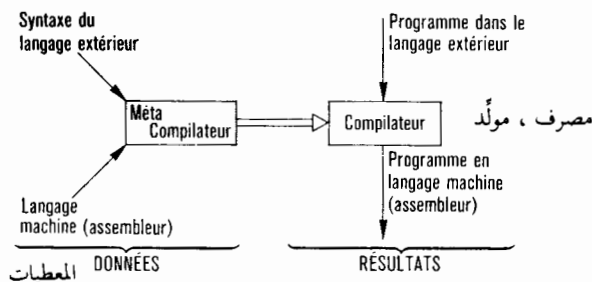 Syntaxe du
langage extérieur
Programme dans le
langage extérieur
Méta
Compilateur
Compilateur
مصرف ، مولِّد
Programme en
langage machine
(assembleur)
Langage
machine (assembleur)
DONNÉES
RÉSULTATS
المعطيات